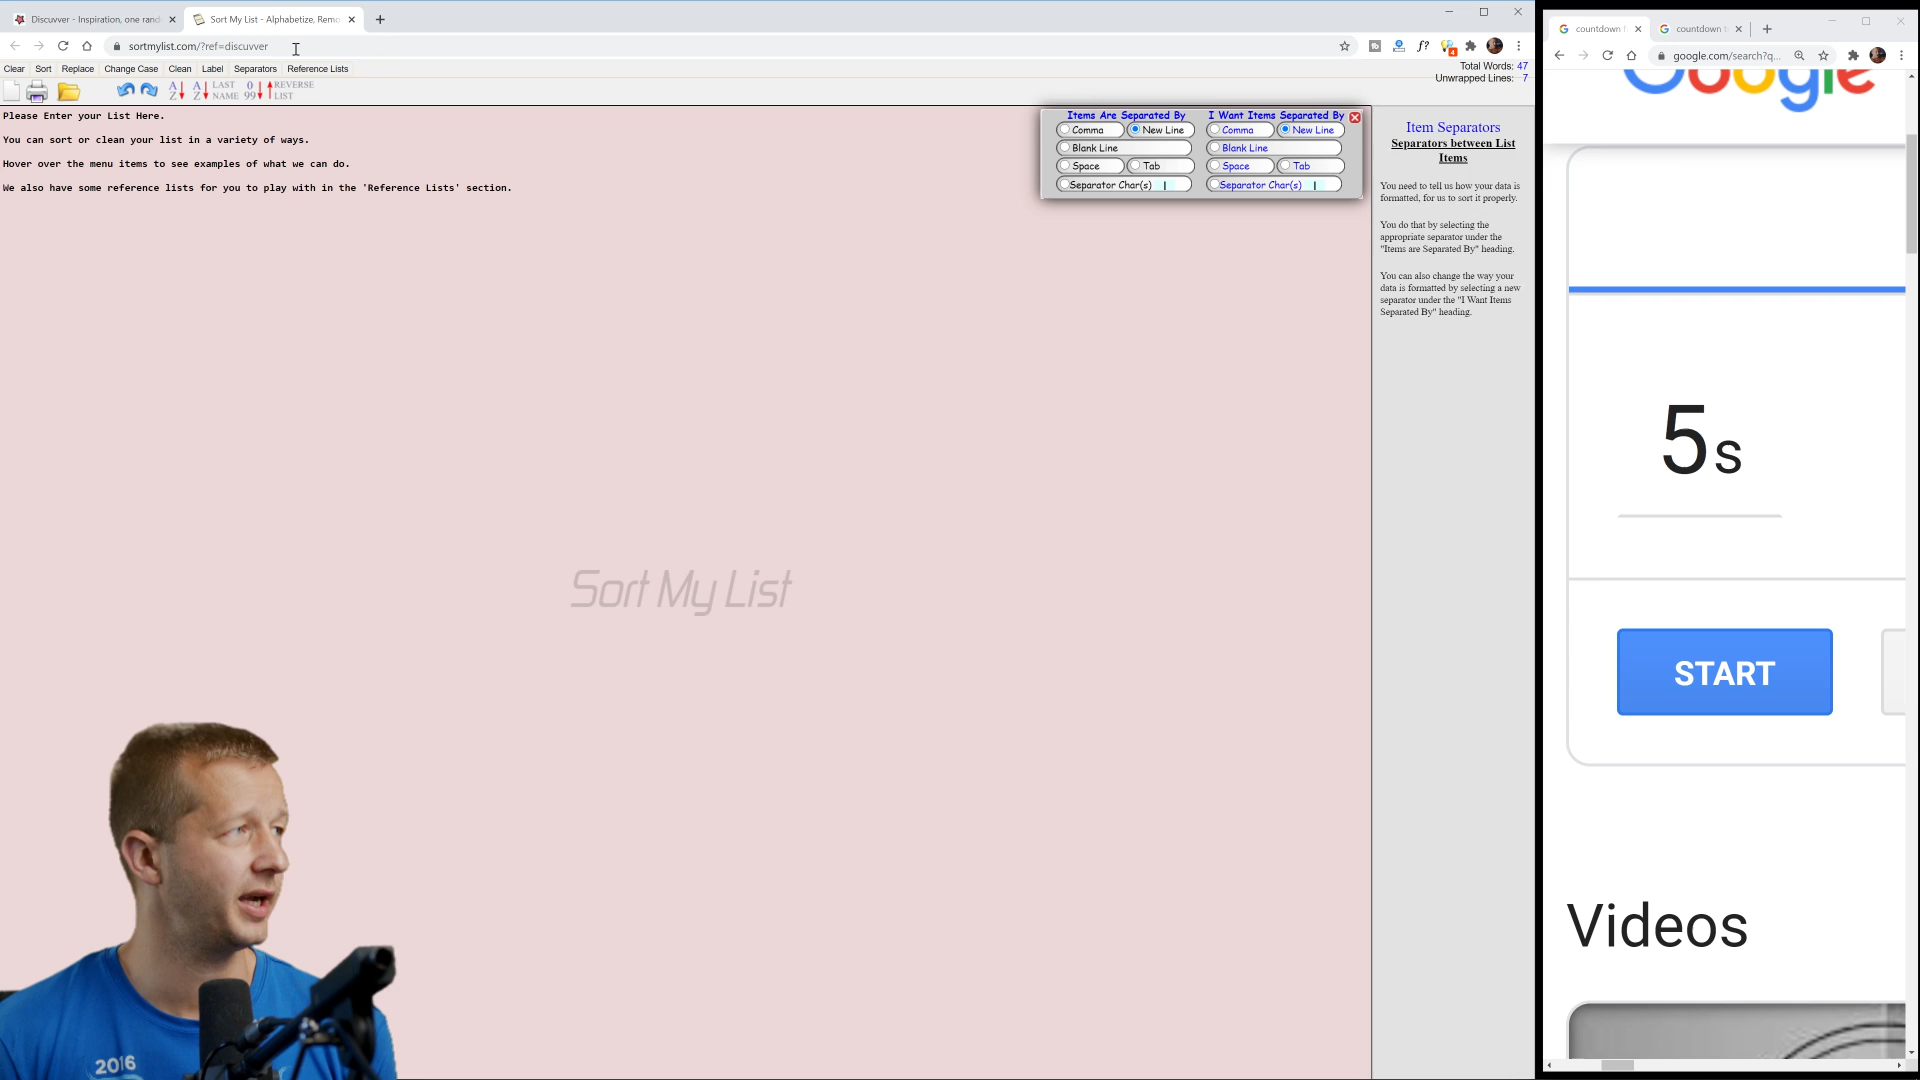 Discuvver - Inspiration, one rand
Sort My List - Alphabetize, Remo
sortmylist.com/?ref=discuvver
Clear Sort Replace Change Case Clean Label Separators Reference Lists
Total Words: 47
Unwrapped Lines: 7
A Z A Z LAST NAME 0 99 REVERSE LIST
Please Enter your List Here.
You can sort or clean your list in a variety of ways.
Hover over the menu items to see examples of what we can do.
We also have some reference lists for you to play with in the 'Reference Lists' section.
Items Are Separated By
Comma New Line
Blank Line
Space Tab
Separator Char(s) |
I Want Items Separated By
Comma New Line
Blank Line
Space Tab
Separator Char(s) |
Item Separators
Separators between List
Items
You need to tell us how your data is
formatted, for us to sort it properly.
You do that by selecting the
appropriate separator under the
"Items are Separated By" heading.
You can also change the way your
data is formatted by selecting a new
separator under the "I Want Items
Separated By" heading.
Sort My List
2016
countdown
countdown t
google.com/search?q...
Google
5s
START
Videos